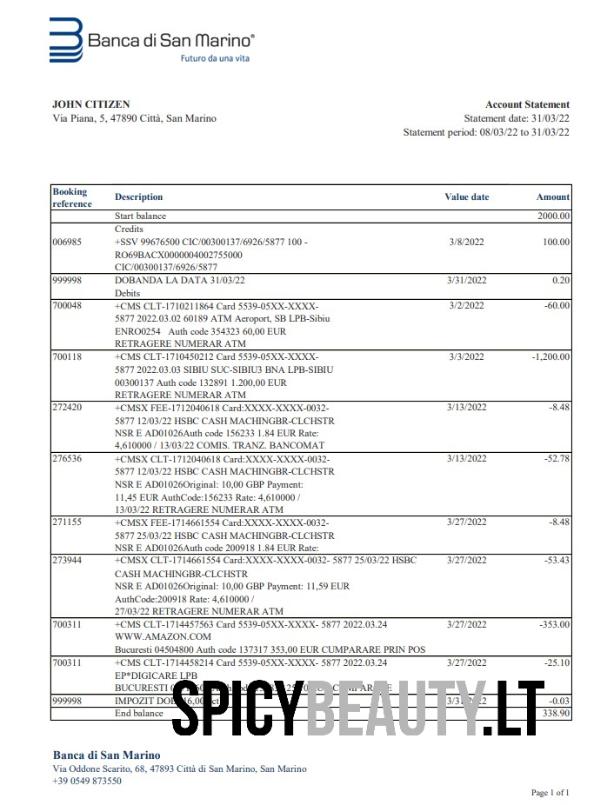 Banca di San Marino®
Futuro da una vita
JOHN CITIZEN
Via Piana, 5, 47890 Città, San Marino
Account Statement
Statement date: 31/03/22
Statement period: 08/03/22 to 31/03/22
Booking reference Description Value date Amount
Start balance 2000.00
Credits
006985 +SSV 99676500 CIC/00300137/6926/5877 100 - 3/8/2022 100.00
RO69BACX0000004002755000
CIC/00300137/6926/5877
999998 DOBANDA LA DATA 31/03/22 3/31/2022 0.20
Debits
700048 +CMS CLT-1710211864 Card 5539-05XX-XXXX- 3/2/2022 -60.00
5877 2022.03.02 60189 ATM Aeroport, SB LPB-Sibiu
ENRO0254 Auth code 354323 60,00 EUR
RETRAGERE NUMERAR ATM
700118 +CMS CLT-1710450212 Card 5539-05XX-XXXX- 3/3/2022 -1,200.00
5877 2022.03.03 SIBIU SUC-SIBIU3 BNA LPB-SIBIU
00300137 Auth code 132891 1.200,00 EUR
RETRAGERE NUMERAR ATM
272420 +CMSX FEE-1712040618 Card:XXXX-XXXX-0032- 3/13/2022 -8.48
5877 12/03/22 HSBC CASH MACHINGBR-CLCHSTR
NSR E AD01026Auth code 156233 1.84 EUR Rate:
4,610000 / 13/03/22 COMIS. TRANZ. BANCOMAT
276536 +CMSX CLT-1712040618 Card:XXXX-XXXX-0032- 3/13/2022 -52.78
5877 12/03/22 HSBC CASH MACHINGBR-CLCHSTR
NSR E AD01026Original: 10,00 GBP Payment:
11,45 EUR AuthCode:156233 Rate: 4,610000 /
13/03/22 RETRAGERE NUMERAR ATM
271155 +CMSX FEE-1714661554 Card:XXXX-XXXX-0032- 3/27/2022 -8.48
5877 25/03/22 HSBC CASH MACHINGBR-CLCHSTR
NSR E AD01026Auth code 200918 1.84 EUR Rate:
273944 +CMSX CLT-1714661554 Card:XXXX-XXXX-0032- 5877 25/03/22 HSBC 3/27/2022 -53.43
CASH MACHINGBR-CLCHSTR
NSR E AD01026Original: 10,00 GBP Payment: 11,59 EUR
AuthCode:200918 Rate: 4,610000 /
27/03/22 RETRAGERE NUMERAR ATM
700311 +CMS CLT-1714457563 Card 5539-05XX-XXXX- 5877 2022.03.24 3/27/2022 -353.00
WWW.AMAZON.COM
Bucuresti 04504800 Auth code 137317 353,00 EUR CUMPARARE PRIN POS
700311 +CMS CLT-1714458214 Card 5539-05XX-XXXX- 5877 2022.03.24 3/27/2022 -25.10
EP*DIGICARE LPB
BUCURESTI
999998 IMPOZIT -0.03
End balance 338.90
SPICYBEAUTY.LT
Banca di San Marino
Via Oddone Scarito, 68, 47893 Città di San Marino, San Marino
+39 0549 873550
Page 1 of 1